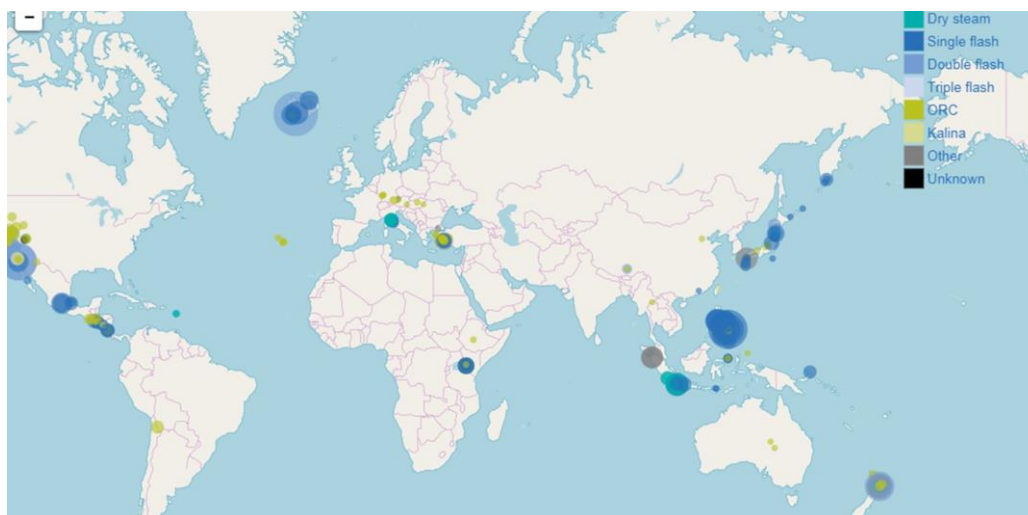 −
Dry steam
Single flash
Double flash
Triple flash
ORC
Kalina
Other
Unknown